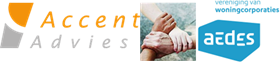 Accent
Advies
vereniging van
woningcorporaties
aedes